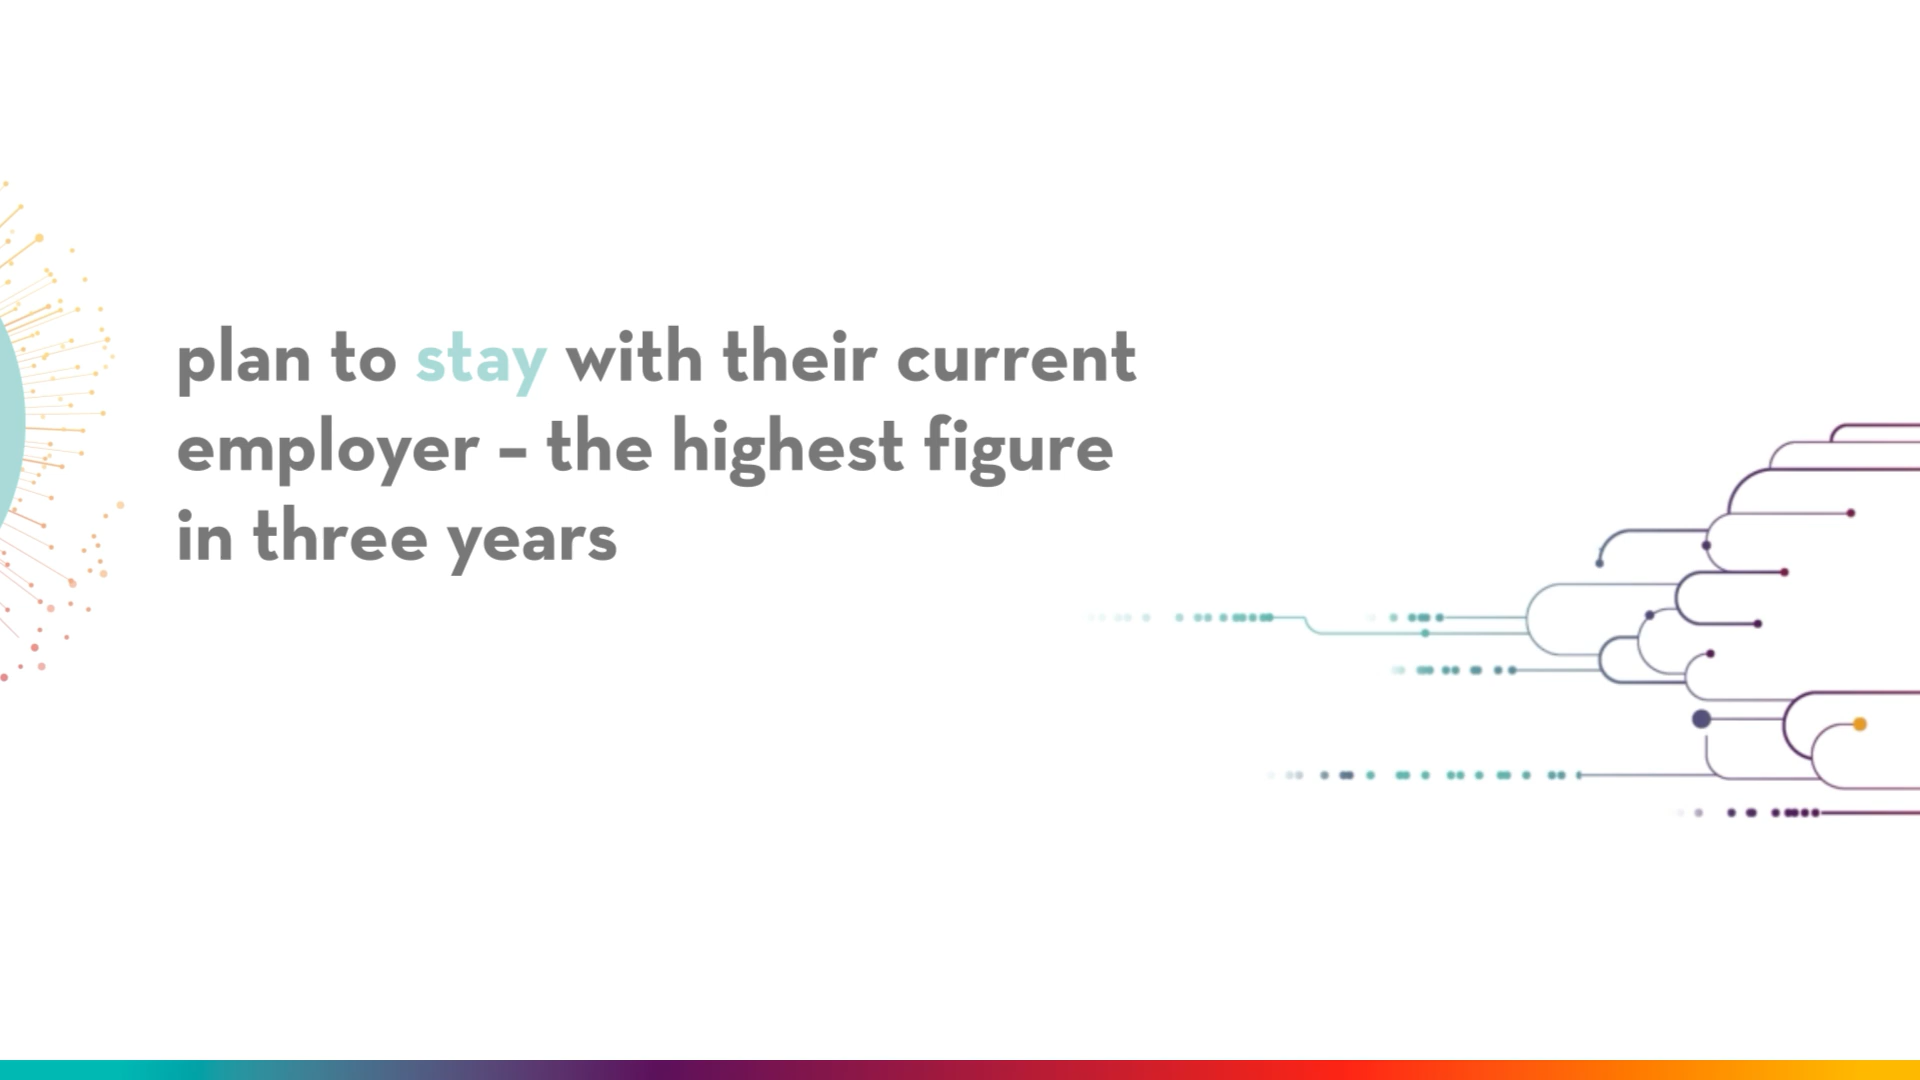 plan to stay with their current
employer – the highest figure
in three years